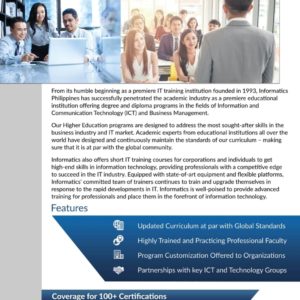 From its humble beginning as a premiere IT training institution founded in 1993, Informatics
Philippines has successfully penetrated the academic industry as a premiere educational
institution offering degree and diploma programs in the fields of Information and
Communication Technology (ICT) and Business Management.
Our Higher Education programs are designed to address the most sought-after skills in the
business industry and IT market. Academic experts from educational institutions all over the
world have designed and continually maintain the standards of our curriculum – making
sure that it is at par with the global community.
Informatics also offers short IT training courses for corporations and individuals to get
high-end skills in information technology, providing professionals with a competitive edge
to succeed in the IT industry. Equipped with state-of-art equipment and flexible platforms,
Informatics' committed team of trainers continues to train and upgrade themselves in
response to the rapid developments in IT. Informatics is well-poised to provide advanced
training for professionals and place them in the forefront of information technology.
Features
Updated Curriculum at par with Global Standards
Highly Trained and Practicing Professional Faculty
Program Customization Offered to Organizations
Partnerships with key ICT and Technology Groups
Coverage for 100+ Certifications